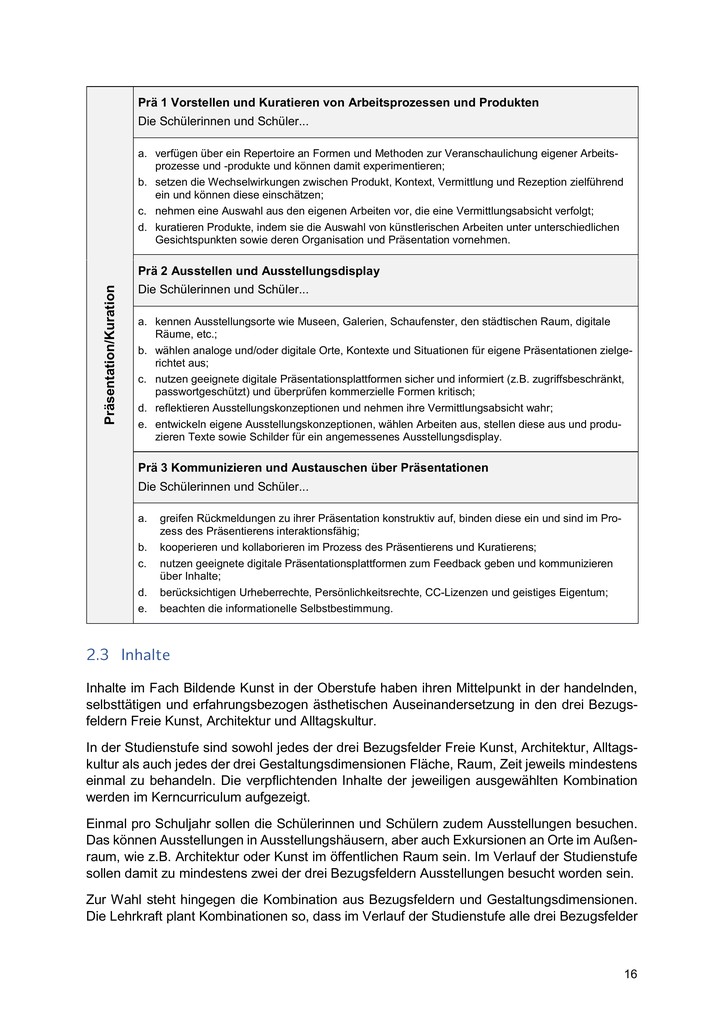 Präsentation/Kuration
Prä 1 Vorstellen und Kuratieren von Arbeitsprozessen und Produkten
Die Schülerinnen und Schüler...
a. verfügen über ein Repertoire an Formen und Methoden zur Veranschaulichung eigener Arbeits-
prozesse und -produkte und können damit experimentieren;
b. setzen die Wechselwirkungen zwischen Produkt, Kontext, Vermittlung und Rezeption zielführend
ein und können diese einschätzen;
c. nehmen eine Auswahl aus den eigenen Arbeiten vor, die eine Vermittlungsabsicht verfolgt;
d. kuratieren Produkte, indem sie die Auswahl von künstlerischen Arbeiten unter unterschiedlichen
Gesichtspunkten sowie deren Organisation und Präsentation vornehmen.
Prä 2 Ausstellen und Ausstellungsdisplay
Die Schülerinnen und Schüler...
a. kennen Ausstellungsorte wie Museen, Galerien, Schaufenster, den städtischen Raum, digitale
Räume, etc.;
b. wählen analoge und/oder digitale Orte, Kontexte und Situationen für eigene Präsentationen zielge-
richtet aus;
c. nutzen geeignete digitale Präsentationsplattformen sicher und informiert (z.B. zugriffsbeschränkt,
passwortgeschützt) und überprüfen kommerzielle Formen kritisch;
d. reflektieren Ausstellungskonzeptionen und nehmen ihre Vermittlungsabsicht wahr;
e. entwickeln eigene Ausstellungskonzeptionen, wählen Arbeiten aus, stellen diese aus und produ-
zieren Texte sowie Schilder für ein angemessenes Ausstellungsdisplay.
Prä 3 Kommunizieren und Austauschen über Präsentationen
Die Schülerinnen und Schüler...
a. greifen Rückmeldungen zu ihrer Präsentation konstruktiv auf, binden diese ein und sind im Pro-
zess des Präsentierens interaktionsfähig;
b. kooperieren und kollaborieren im Prozess des Präsentierens und Kuratierens;
c. nutzen geeignete digitale Präsentationsplattformen zum Feedback geben und kommunizieren
über Inhalte;
d. berücksichtigen Urheberrechte, Persönlichkeitsrechte, CC-Lizenzen und geistiges Eigentum;
e. beachten die informationelle Selbstbestimmung.
2.3 Inhalte
Inhalte im Fach Bildende Kunst in der Oberstufe haben ihren Mittelpunkt in der handelnden,
selbsttätigen und erfahrungsbezogen ästhetischen Auseinandersetzung in den drei Bezugs-
feldern Freie Kunst, Architektur und Alltagskultur.
In der Studienstufe sind sowohl jedes der drei Bezugsfelder Freie Kunst, Architektur, Alltags-
kultur als auch jedes der drei Gestaltungsdimensionen Fläche, Raum, Zeit jeweils mindestens
einmal zu behandeln. Die verpflichtenden Inhalte der jeweiligen ausgewählten Kombination
werden im Kerncurriculum aufgezeigt.
Einmal pro Schuljahr sollen die Schülerinnen und Schülern zudem Ausstellungen besuchen.
Das können Ausstellungen in Ausstellungshäusern, aber auch Exkursionen an Orte im Außen-
raum, wie z.B. Architektur oder Kunst im öffentlichen Raum sein. Im Verlauf der Studienstufe
sollen damit zu mindestens zwei der drei Bezugsfeldern Ausstellungen besucht worden sein.
Zur Wahl steht hingegen die Kombination aus Bezugsfeldern und Gestaltungsdimensionen.
Die Lehrkraft plant Kombinationen so, dass im Verlauf der Studienstufe alle drei Bezugsfelder
16